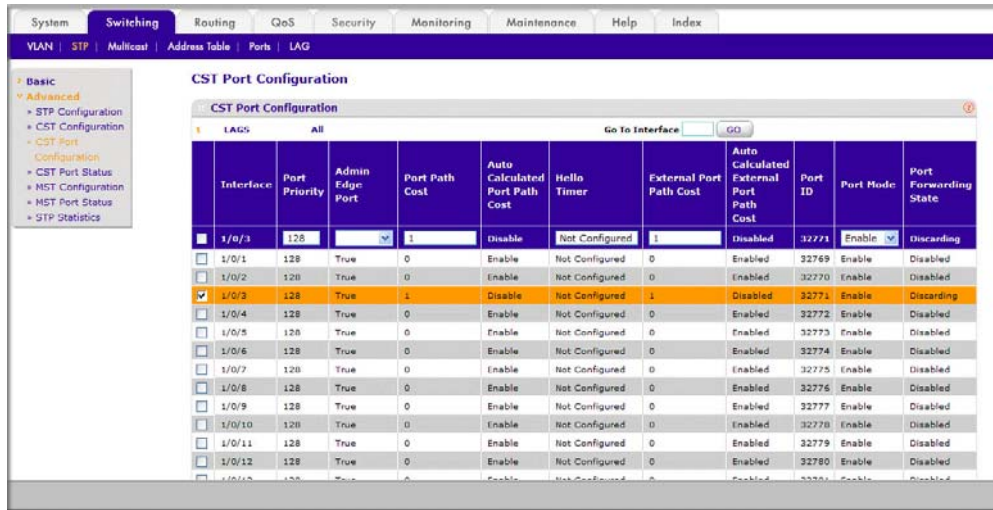 System Switching Routing QoS Security Monitoring Maintenance Help Index
VLAN | STP | Multicast | Address Table | Ports | LAG
Basic
Advanced
» STP Configuration
» CST Configuration
» CST Port Configuration
» CST Port Status
» MST Configuration
» MST Port Status
» STP Statistics
CST Port Configuration
CST Port Configuration
1 LAGS All Go To Interface GO
Interface Port Priority Admin Edge Port Port Path Cost Auto Calculated Port Path Cost Hello Timer External Port Path Cost Auto Calculated External Port Path Cost Port ID Port Mode Port Forwarding State
1/0/3 128 1 Disable Not Configured 1 Disabled 32771 Enable Discarding
1/0/1 128 True 0 Enable Not Configured 0 Enabled 32769 Enable Disabled
1/0/2 128 True 0 Enable Not Configured 0 Enabled 32770 Enable Disabled
1/0/3 128 True 1 Disable Not Configured 1 Disabled 32771 Enable Discarding
1/0/4 128 True 0 Enable Not Configured 0 Enabled 32772 Enable Disabled
1/0/5 128 True 0 Enable Not Configured 0 Enabled 32773 Enable Disabled
1/0/6 128 True 0 Enable Not Configured 0 Enabled 32774 Enable Disabled
1/0/7 128 True 0 Enable Not Configured 0 Enabled 32775 Enable Disabled
1/0/8 128 True 0 Enable Not Configured 0 Enabled 32776 Enable Disabled
1/0/9 128 True 0 Enable Not Configured 0 Enabled 32777 Enable Disabled
1/0/10 128 True 0 Enable Not Configured 0 Enabled 32778 Enable Disabled
1/0/11 128 True 0 Enable Not Configured 0 Enabled 32779 Enable Disabled
1/0/12 128 True 0 Enable Not Configured 0 Enabled 32780 Enable Disabled